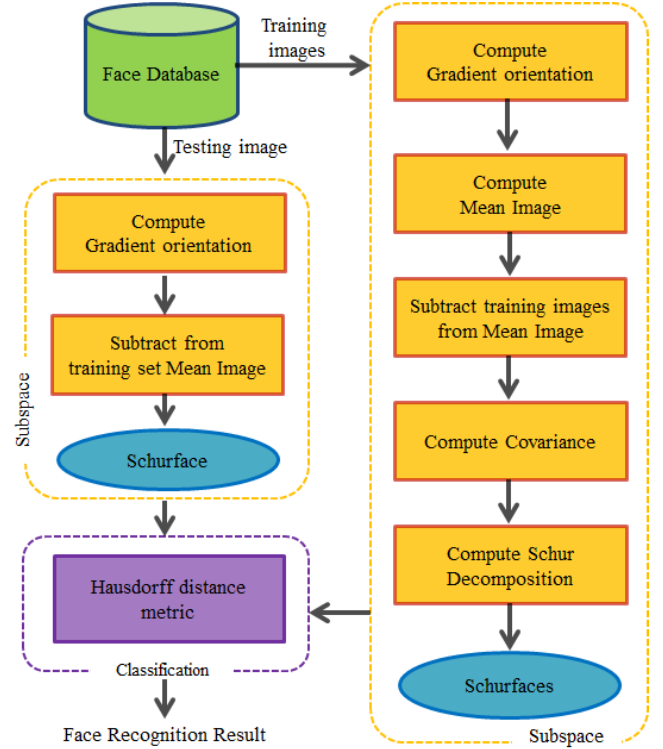 Face Database
Training
images
Testing image
Compute
Gradient orientation
Subtract from
training set Mean Image
Schurface
Subspace
Hausdorff distance
metric
Classification
Face Recognition Result
Compute
Gradient orientation
Compute
Mean Image
Subtract training images
from Mean Image
Compute Covariance
Compute Schur
Decomposition
Schurfaces
Subspace